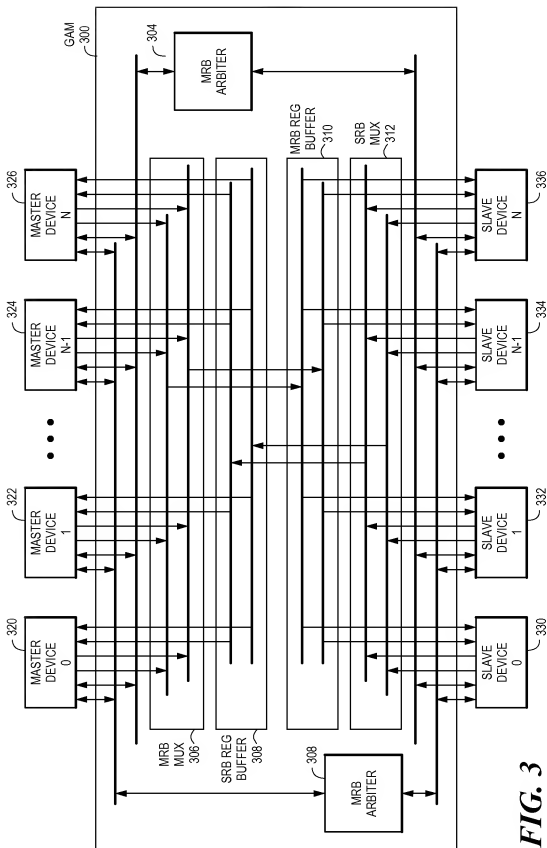 GAM
300
304
MRB
ARBITER
326
MASTER
DEVICE
N
324
MASTER
DEVICE
N-1
322
MASTER
DEVICE
1
320
MASTER
DEVICE
0
MRB
MUX
306
SRB REG
BUFFER
308
MRB REG
BUFFER
310
SRB
MUX
312
308
MRB
ARBITER
336
SLAVE
DEVICE
N
334
SLAVE
DEVICE
N-1
332
SLAVE
DEVICE
1
330
SLAVE
DEVICE
0
FIG. 3